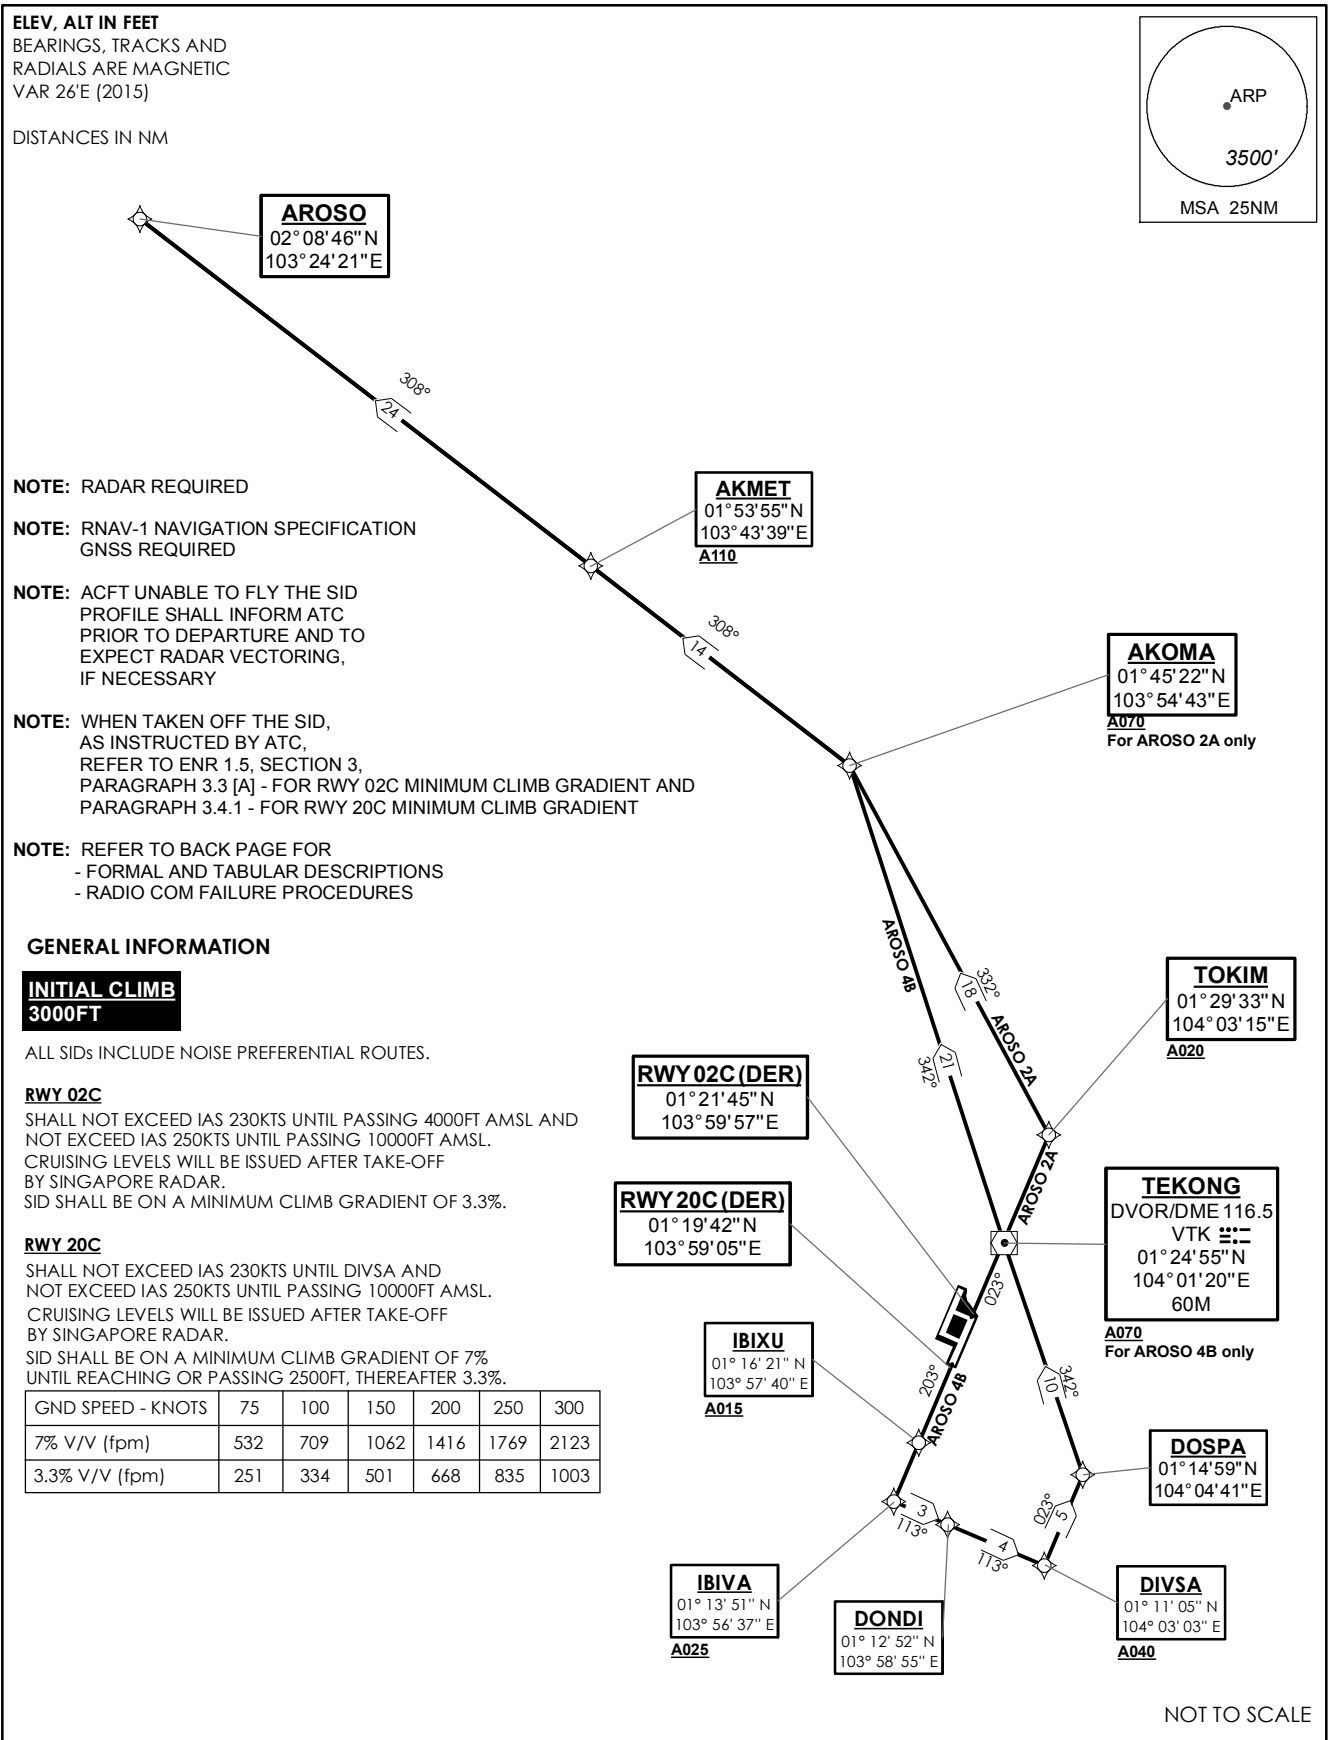 ELEV, ALT IN FEET
BEARINGS, TRACKS AND
RADIALS ARE MAGNETIC
VAR 26'E (2015)
DISTANCES IN NM
ARP
3500'
MSA 25NM
AROSO
02°08'46"N
103°24'21"E
308°
24
NOTE: RADAR REQUIRED
NOTE: RNAV-1 NAVIGATION SPECIFICATION
GNSS REQUIRED
NOTE: ACFT UNABLE TO FLY THE SID
PROFILE SHALL INFORM ATC
PRIOR TO DEPARTURE AND TO
EXPECT RADAR VECTORING,
IF NECESSARY
NOTE: WHEN TAKEN OFF THE SID,
AS INSTRUCTED BY ATC,
REFER TO ENR 1.5, SECTION 3,
PARAGRAPH 3.3 [A] - FOR RWY 02C MINIMUM CLIMB GRADIENT AND
PARAGRAPH 3.4.1 - FOR RWY 20C MINIMUM CLIMB GRADIENT
NOTE: REFER TO BACK PAGE FOR
- FORMAL AND TABULAR DESCRIPTIONS
- RADIO COM FAILURE PROCEDURES
AKMET
01°53'55"N
103°43'39"E
A110
308°
14
AKOMA
01°45'22"N
103°54'43"E
A070
For AROSO 2A only
GENERAL INFORMATION
INITIAL CLIMB
3000FT
ALL SIDs INCLUDE NOISE PREFERENTIAL ROUTES.
RWY 02C
SHALL NOT EXCEED IAS 230KTS UNTIL PASSING 4000FT AMSL AND
NOT EXCEED IAS 250KTS UNTIL PASSING 10000FT AMSL.
CRUISING LEVELS WILL BE ISSUED AFTER TAKE-OFF
BY SINGAPORE RADAR.
SID SHALL BE ON A MINIMUM CLIMB GRADIENT OF 3.3%.
RWY 20C
SHALL NOT EXCEED IAS 230KTS UNTIL DIVSA AND
NOT EXCEED IAS 250KTS UNTIL PASSING 10000FT AMSL.
CRUISING LEVELS WILL BE ISSUED AFTER TAKE-OFF
BY SINGAPORE RADAR.
SID SHALL BE ON A MINIMUM CLIMB GRADIENT OF 7%
UNTIL REACHING OR PASSING 2500FT, THEREAFTER 3.3%.
GND SPEED - KNOTS 75 100 150 200 250 300
7% V/V (fpm) 532 709 1062 1416 1769 2123
3.3% V/V (fpm) 251 334 501 668 835 1003
AROSO 4B
332°
18
AROSO 2A
21
342°
TOKIM
01°29'33"N
104°03'15"E
A020
RWY 02C (DER)
01°21'45"N
103°59'57"E
RWY 20C (DER)
01°19'42"N
103°59'05"E
AROSO 2A
TEKONG
DVOR/DME 116.5
VTK
01°24'55"N
104°01'20"E
60M
A070
For AROSO 4B only
023°
IBIXU
01° 16' 21" N
103° 57' 40" E
A015
203°
AROSO 4B
342°
10
DOSPA
01°14'59"N
104°04'41"E
023°
5
3
113°
4
113°
IBIVA
01° 13' 51" N
103° 56' 37" E
A025
DONDI
01° 12' 52" N
103° 58' 55" E
DIVSA
01° 11' 05" N
104° 03' 03" E
A040
NOT TO SCALE